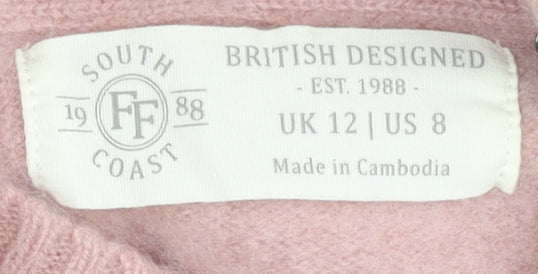 SOUTH
19 FF 88
COAST
BRITISH DESIGNED
- EST. 1988 -
UK 12 | US 8
Made in Cambodia